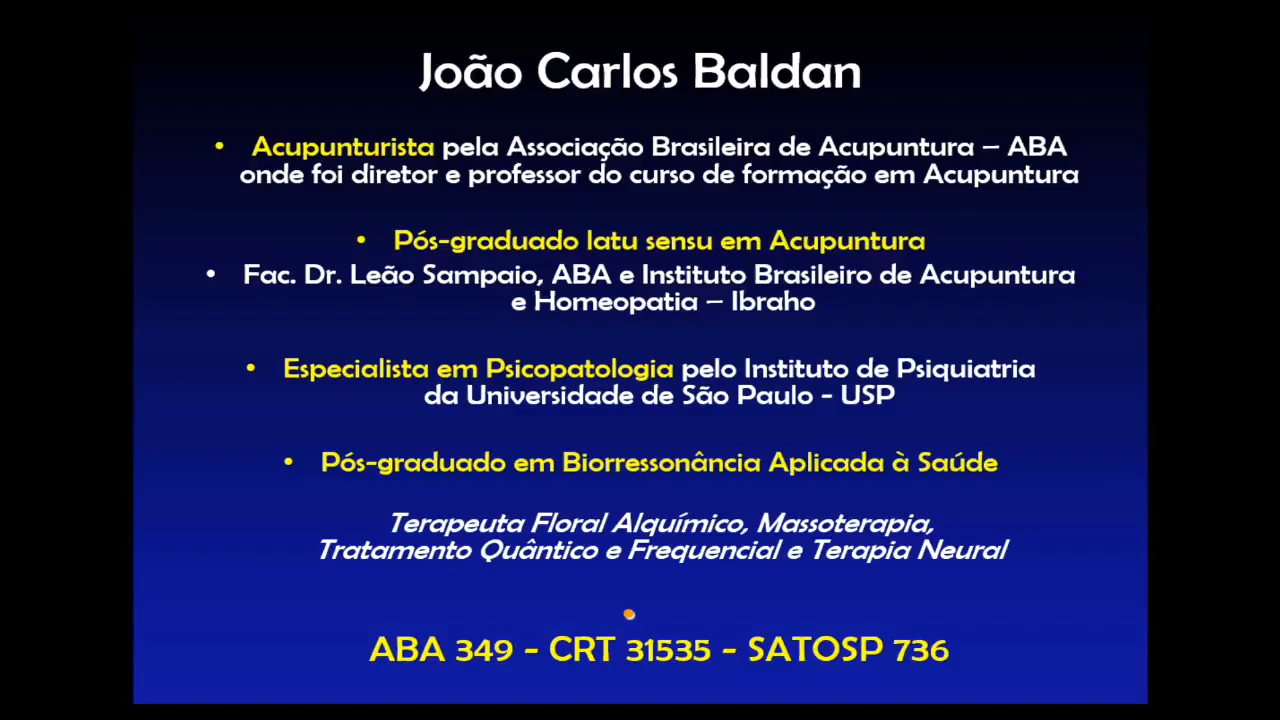 João Carlos Baldan
• Acupunturista pela Associação Brasileira de Acupuntura – ABA
onde foi diretor e professor do curso de formação em Acupuntura
• Pós-graduado latu sensu em Acupuntura
• Fac. Dr. Leão Sampaio, ABA e Instituto Brasileiro de Acupuntura
e Homeopatia – Ibraho
• Especialista em Psicopatologia pelo Instituto de Psiquiatria
da Universidade de São Paulo - USP
• Pós-graduado em Biorressonância Aplicada à Saúde
Terapeuta Floral Alquímico, Massoterapia,
Tratamento Quântico e Frequencial e Terapia Neural
ABA 349 - CRT 31535 - SATOSP 736